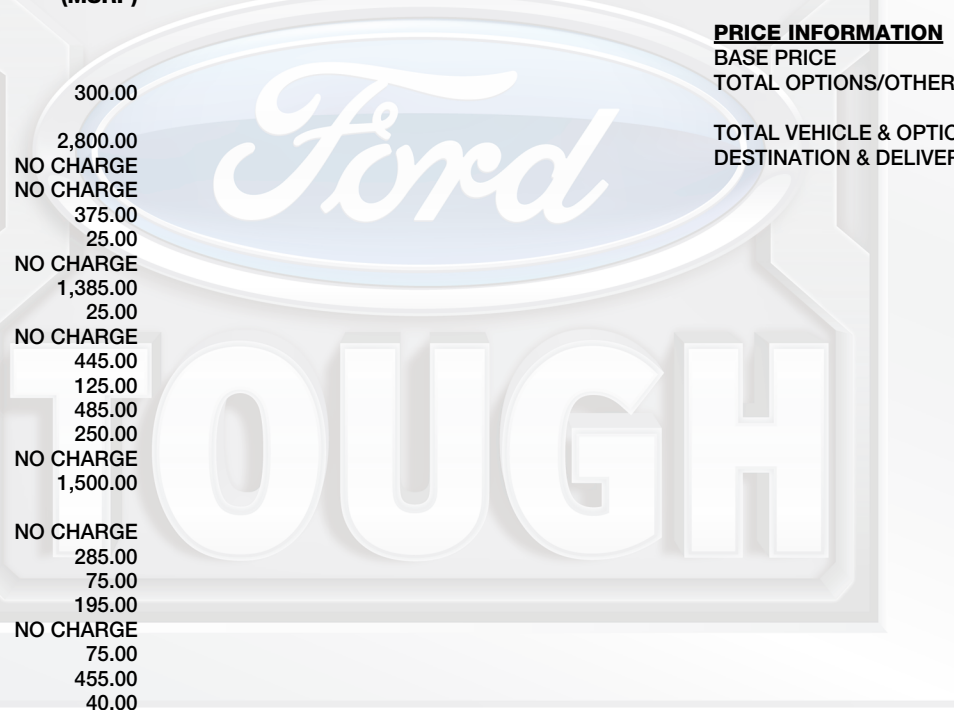 (MSRP)
300.00
2,800.00
NO CHARGE
NO CHARGE
375.00
25.00
NO CHARGE
1,385.00
25.00
NO CHARGE
445.00
125.00
485.00
250.00
NO CHARGE
1,500.00
NO CHARGE
285.00
75.00
195.00
NO CHARGE
75.00
455.00
40.00
PRICE INFORMATION
BASE PRICE
TOTAL OPTIONS/OTHER
TOTAL VEHICLE & OPTIO
DESTINATION & DELIVER
Ford
TOUGH